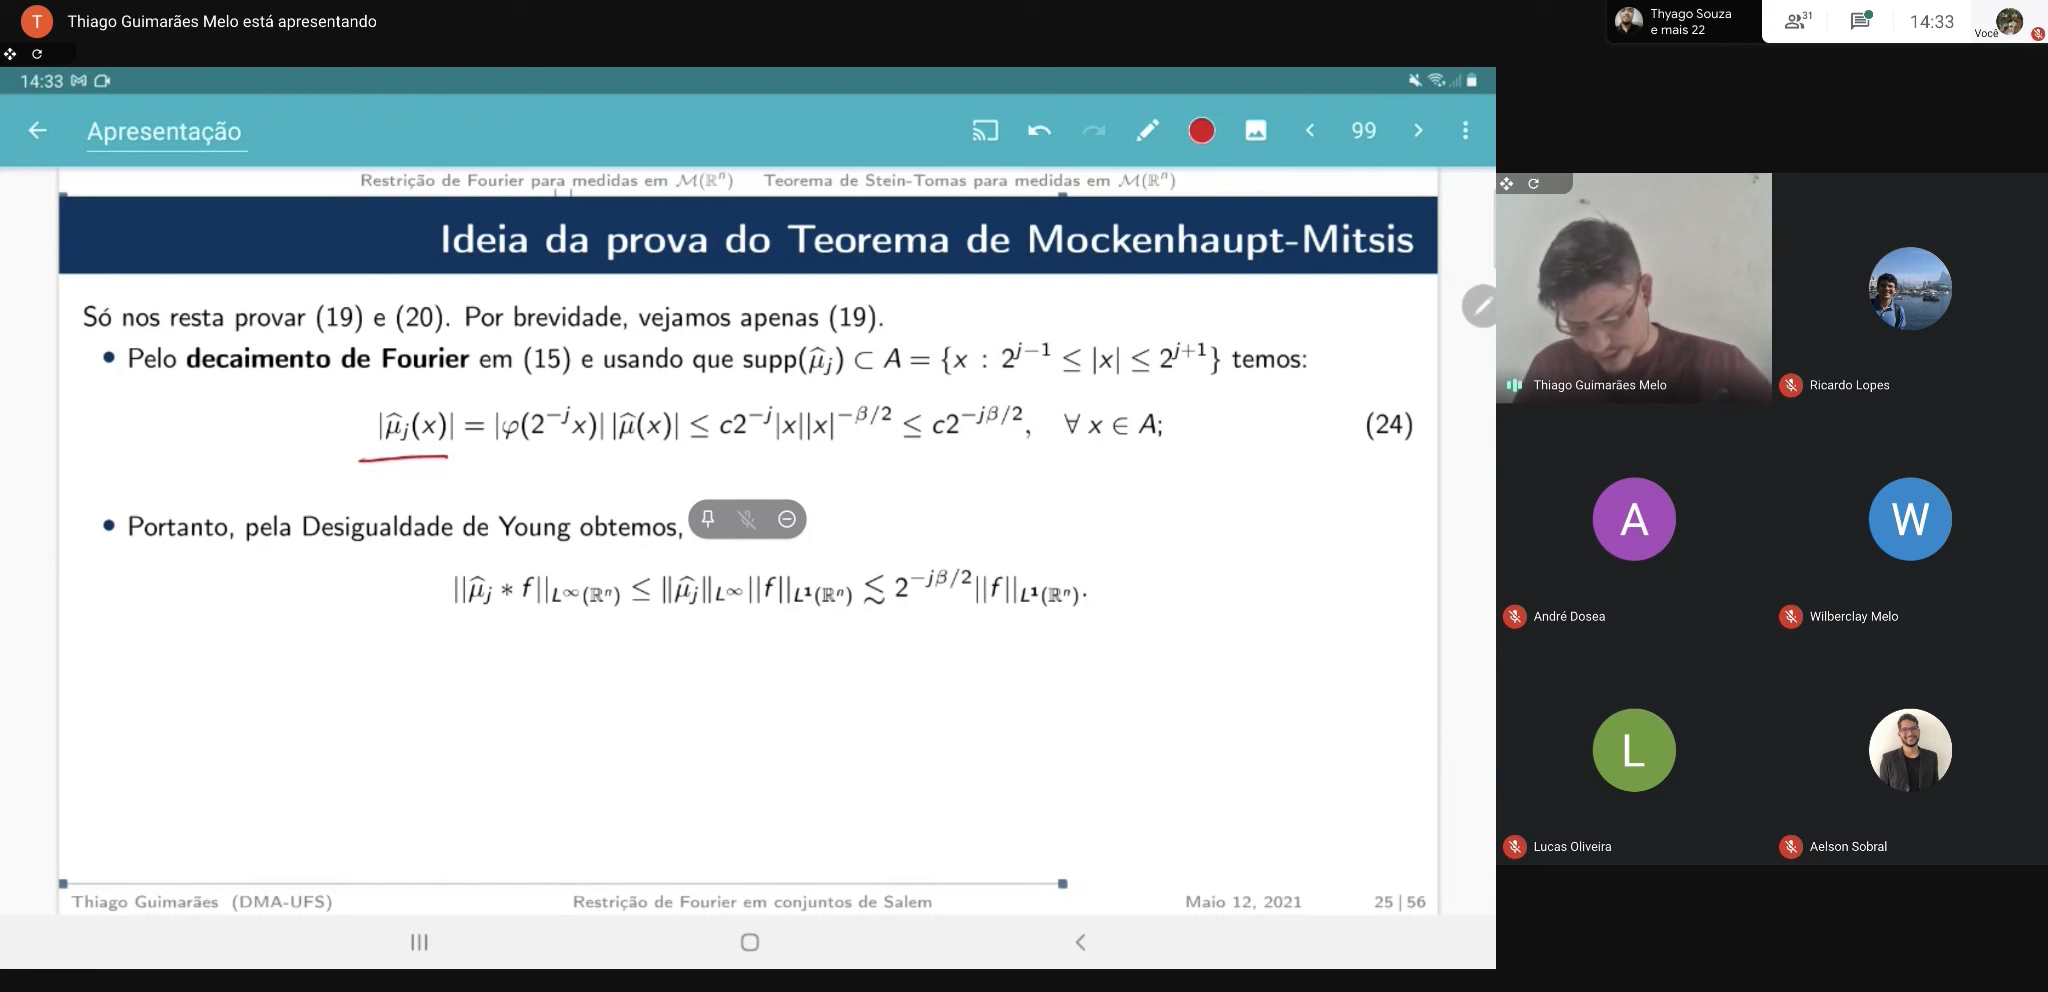 T Thiago Guimarães Melo está apresentando
Thyago Souza
e mais 22
31
14:33
Você
14:33
Apresentação
99
Restrição de Fourier para medidas em ℳ(ℝⁿ) Teorema de Stein-Tomas para medidas em ℳ(ℝⁿ)
Ideia da prova do Teorema de Mockenhaupt-Mitsis
Só nos resta provar (19) e (20). Por brevidade, vejamos apenas (19).
• Pelo decaimento de Fourier em (15) e usando que supp(μ̂_j) ⊂ A = {x : 2^{j−1} ≤ |x| ≤ 2^{j+1}} temos:
|μ̂_j(x)| = |φ(2^{−j}x)| |μ̂(x)| ≤ c2^{−j}|x||x|^{−β/2} ≤ c2^{−jβ/2}, ∀ x ∈ A; (24)
• Portanto, pela Desigualdade de Young obtemos,
||μ̂_j ∗ f||_{L^∞(ℝⁿ)} ≤ ‖μ̂_j‖_{L^∞}||f||_{L^1(ℝⁿ)} ≲ 2^{−jβ/2}||f||_{L^1(ℝⁿ)}.
Thiago Guimarães (DMA-UFS) Restrição de Fourier em conjuntos de Salem Maio 12, 2021 25 | 56
Thiago Guimarães Melo
Ricardo Lopes
A
André Dosea
W
Wilberclay Melo
L
Lucas Oliveira
Aelson Sobral